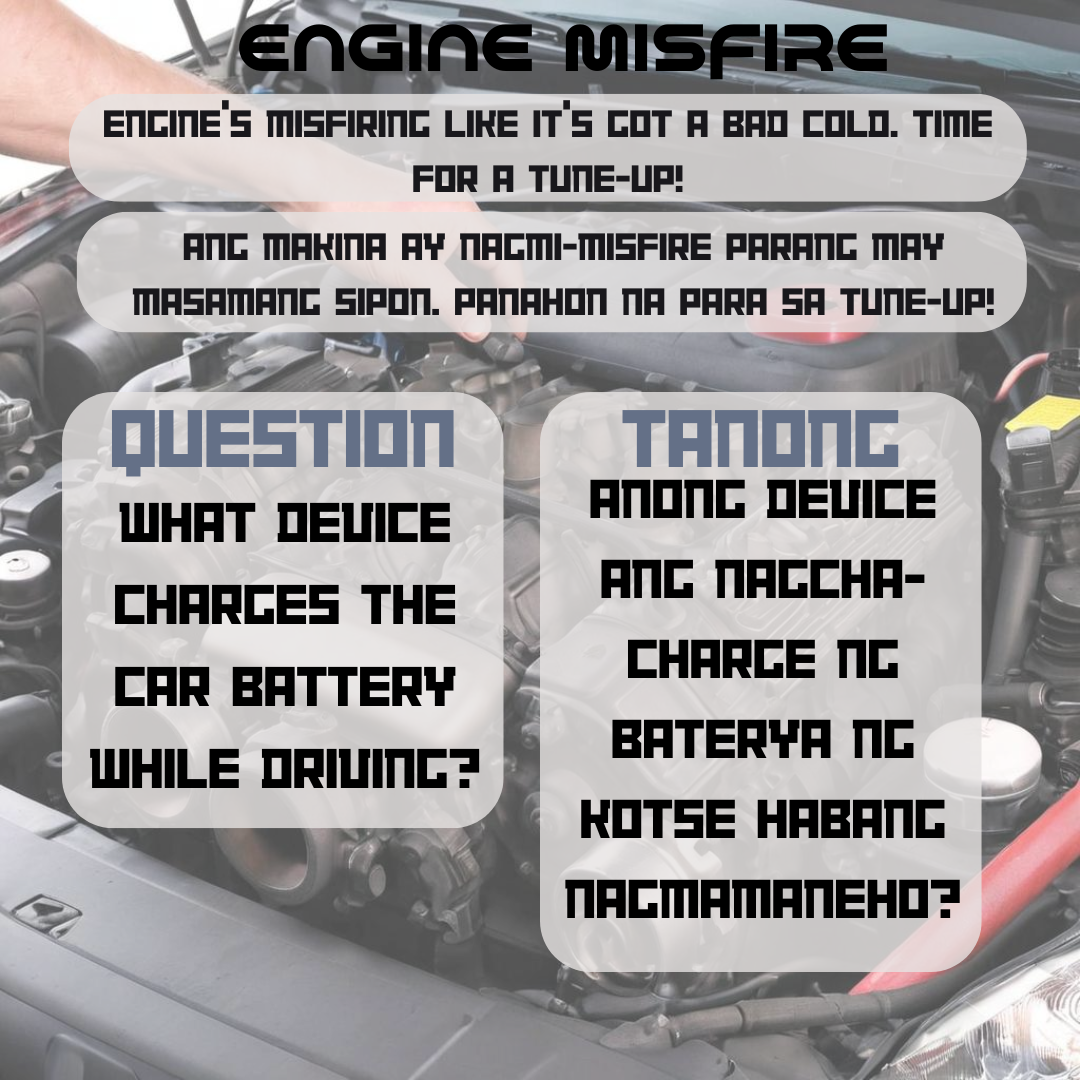 ENGINE MISFIRE
ENGINE'S MISFIRING LIKE IT'S GOT A BAD COLD. TIME
FOR A TUNE-UP!
ANG MAKINA AY NAGMI-MISFIRE PARANG MAY
MASAMANG SIPON. PANAHON NA PARA SA TUNE-UP!
QUESTION
WHAT DEVICE
CHARGES THE
CAR BATTERY
WHILE DRIVING?
TANONG
ANONG DEVICE
ANG NAGCHA-
CHARGE NG
BATERYA NG
KOTSE HABANG
NAGMAMANEHO?